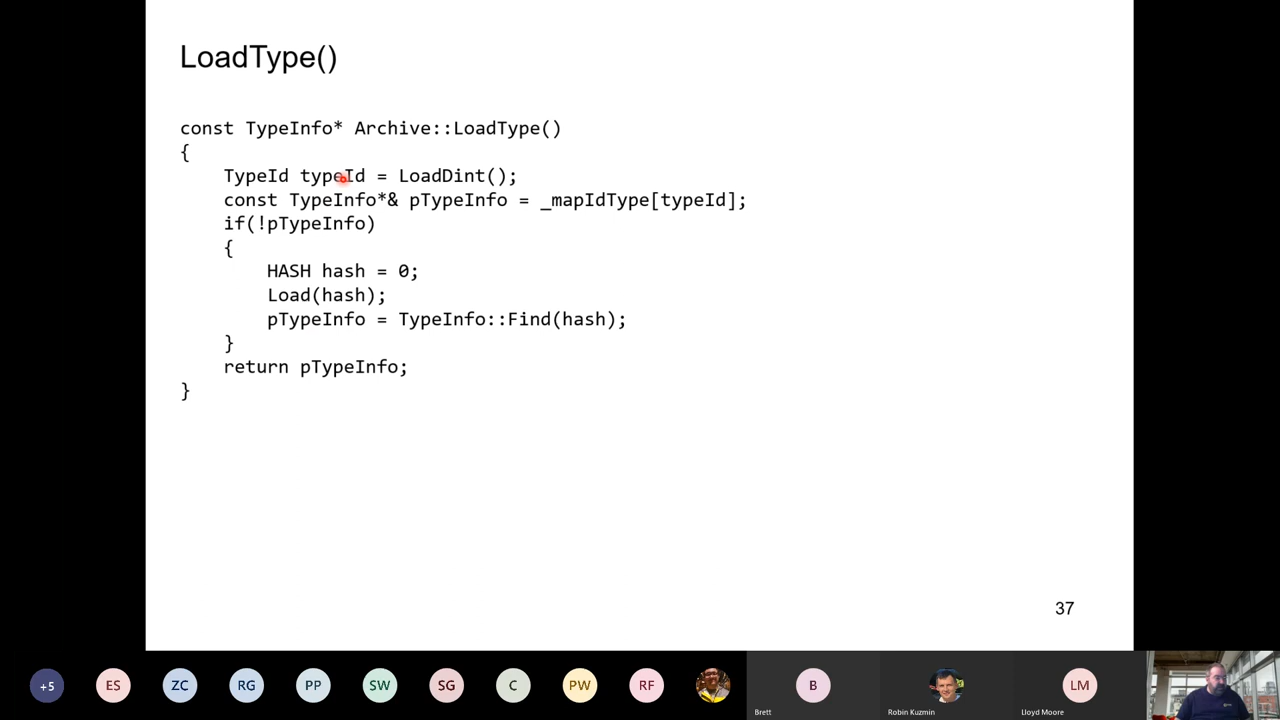 LoadType()
const TypeInfo* Archive::LoadType()
{
TypeId typeId = LoadDint();
const TypeInfo*& pTypeInfo = _mapIdType[typeId];
if(!pTypeInfo)
{
HASH hash = 0;
Load(hash);
pTypeInfo = TypeInfo::Find(hash);
}
return pTypeInfo;
}
37
+5 ES ZC RG PP SW SG C PW RF B LM
Brett Robin Kuzmin Lloyd Moore